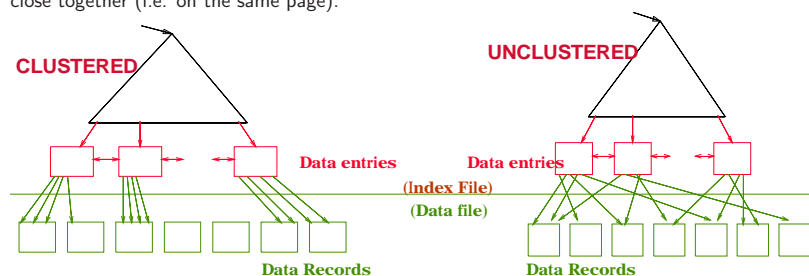 close together (i.e. on the same page).
CLUSTERED
UNCLUSTERED
Data entries
Data entries
(Index File)
(Data file)
Data Records
Data Records